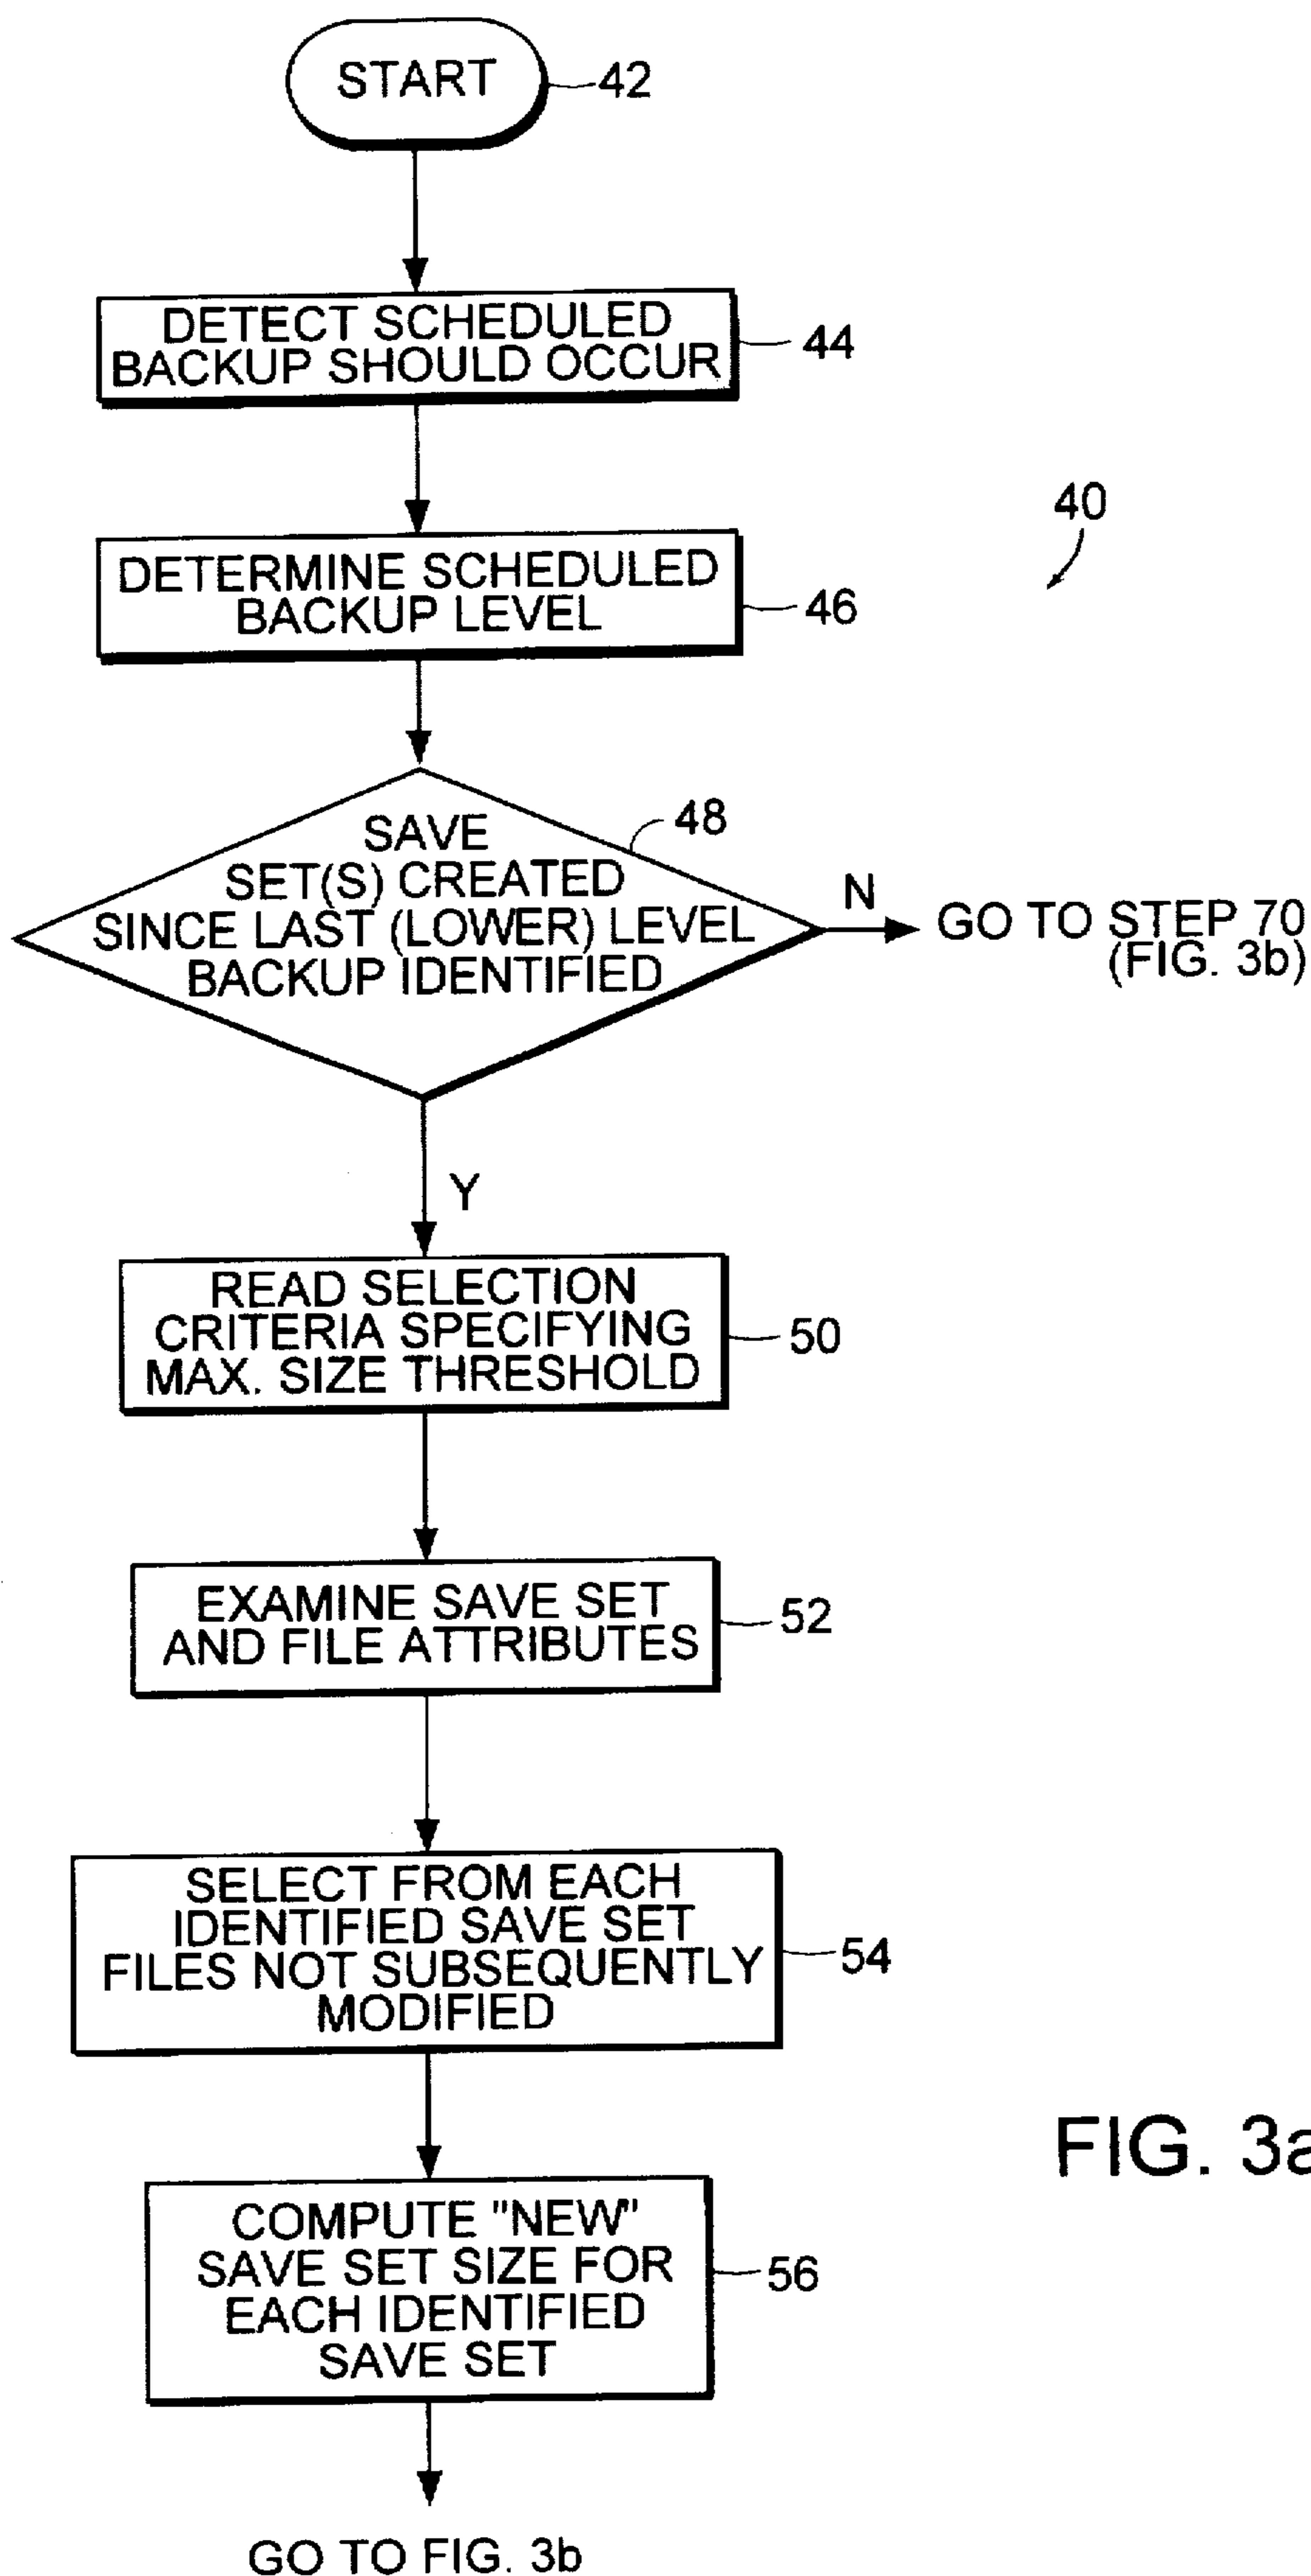 START
42
DETECT SCHEDULED
BACKUP SHOULD OCCUR
44
40
DETERMINE SCHEDULED
BACKUP LEVEL
46
SAVE
SET(S) CREATED
SINCE LAST (LOWER) LEVEL
BACKUP IDENTIFIED
48
N
GO TO STEP 70
(FIG. 3b)
Y
READ SELECTION
CRITERIA SPECIFYING
MAX. SIZE THRESHOLD
50
EXAMINE SAVE SET
AND FILE ATTRIBUTES
52
SELECT FROM EACH
IDENTIFIED SAVE SET
FILES NOT SUBSEQUENTLY
MODIFIED
54
FIG. 3a
COMPUTE "NEW"
SAVE SET SIZE FOR
EACH IDENTIFIED
SAVE SET
56
GO TO FIG. 3b